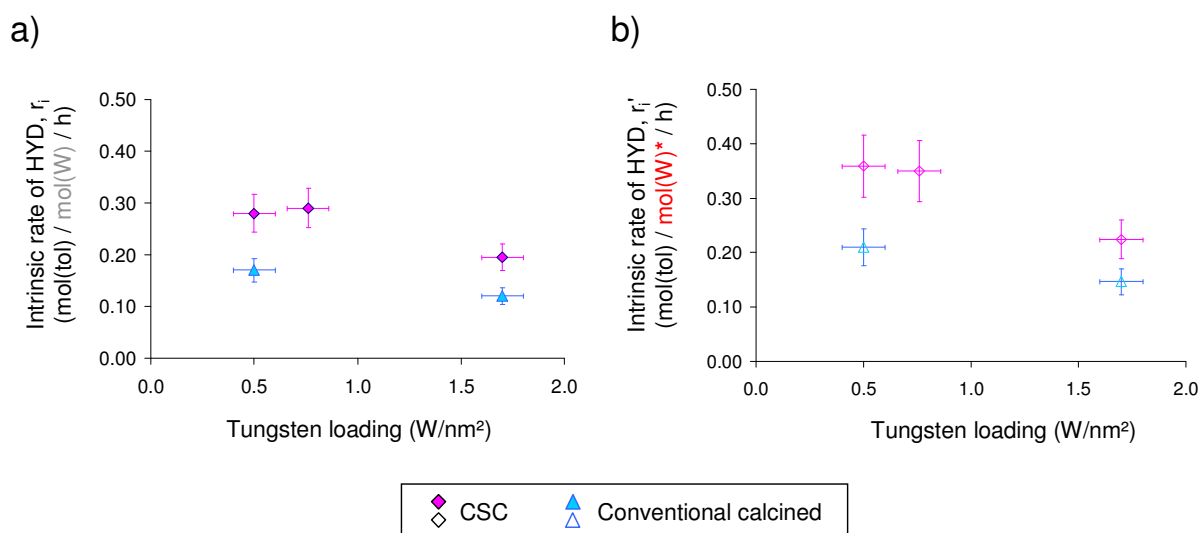 a)
Intrinsic rate of HYD, rᵢ
(mol(tol) / mol(W) / h)
0.50
0.40
0.30
0.20
0.10
0.00
0.0
0.5
1.0
1.5
2.0
Tungsten loading (W/nm²)
b)
Intrinsic rate of HYD, rᵢ'
(mol(tol) / mol(W)* / h)
0.50
0.40
0.30
0.20
0.10
0.00
0.0
0.5
1.0
1.5
2.0
Tungsten loading (W/nm²)
CSC
Conventional calcined